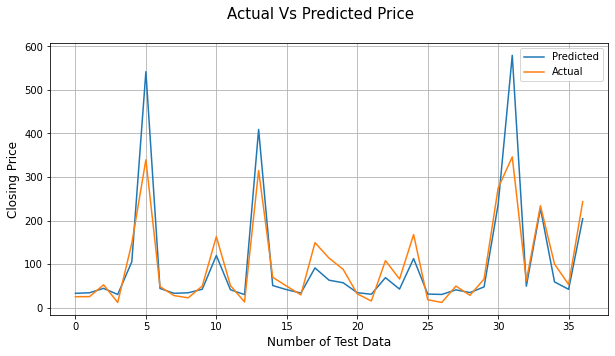 Actual Vs Predicted Price
Predicted
Actual
Closing Price
600
500
400
300
200
100
0
0 5 10 15 20 25 30 35
Number of Test Data